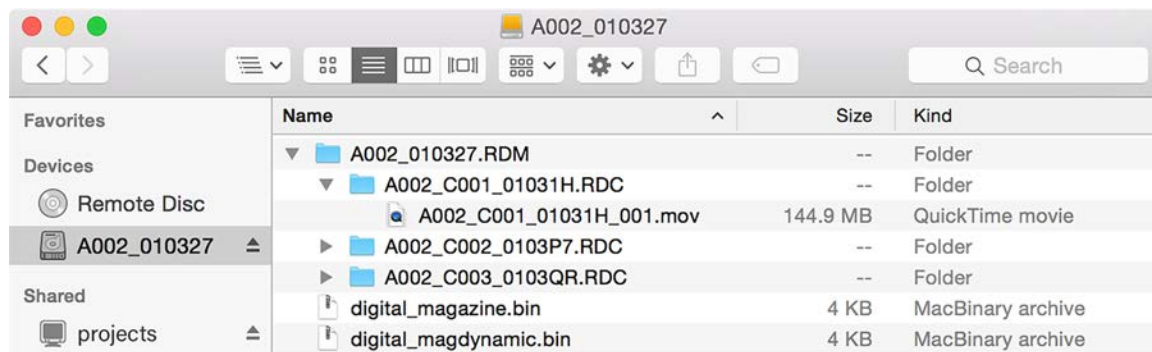 A002_010327
Search
Favorites
Devices
Remote Disc
A002_010327
Shared
projects
Name Size Kind
A002_010327.RDM -- Folder
A002_C001_01031H.RDC -- Folder
A002_C001_01031H_001.mov 144.9 MB QuickTime movie
A002_C002_0103P7.RDC -- Folder
A002_C003_0103QR.RDC -- Folder
digital_magazine.bin 4 KB MacBinary archive
digital_magdynamic.bin 4 KB MacBinary archive